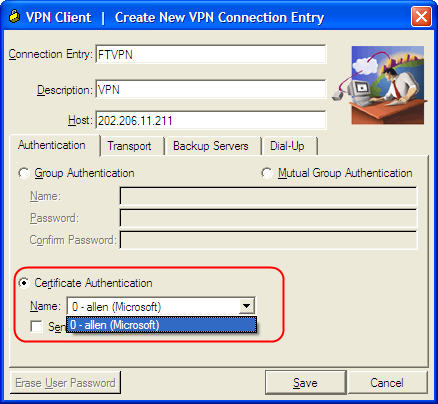 VPN Client | Create New VPN Connection Entry
Connection Entry: FTVPN
Description: VPN
Host: 202.206.11.211
Authentication Transport Backup Servers Dial-Up
Group Authentication Mutual Group Authentication
Name:
Password:
Confirm Password:
Certificate Authentication
Name: 0 - allen (Microsoft)
0 - allen (Microsoft)
Erase User Password Save Cancel